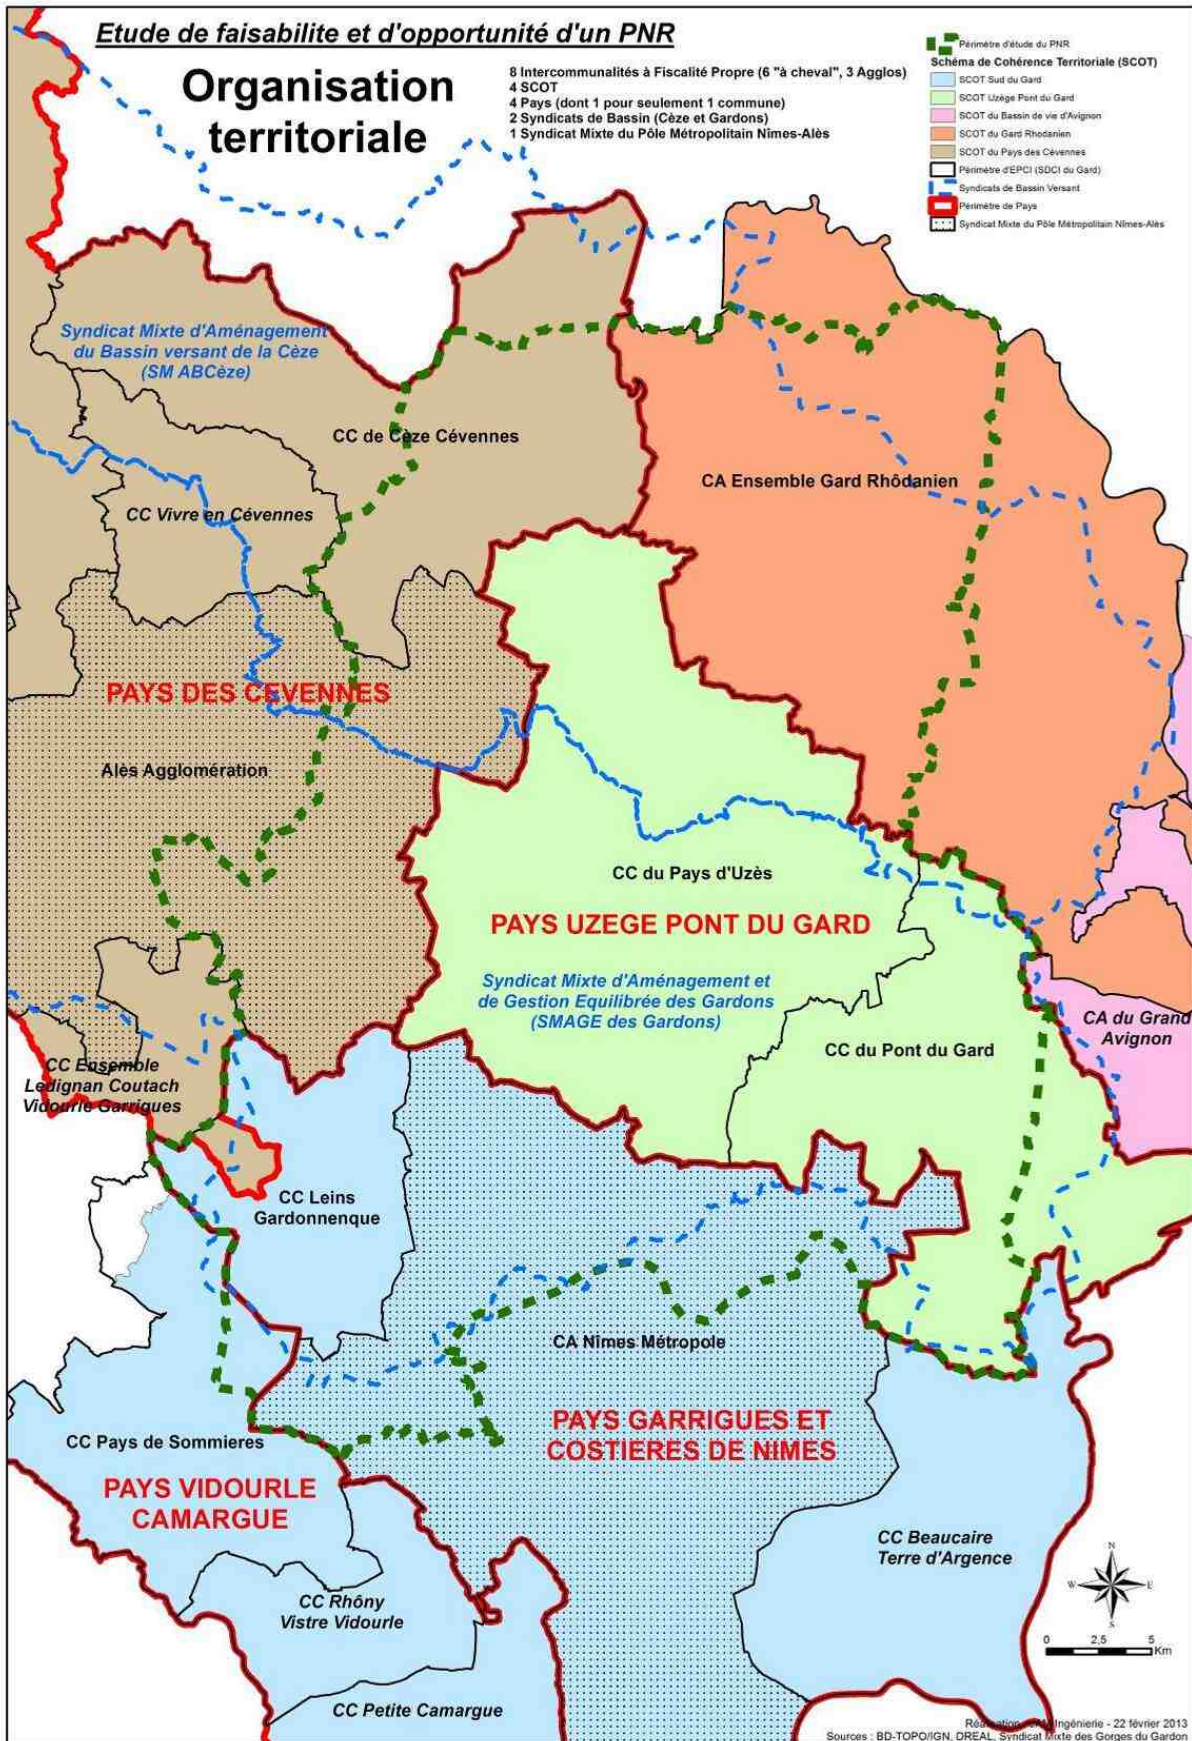 Etude de faisabilite et d'opportunité d'un PNR
Organisation
territoriale
8 Intercommunalités à Fiscalité Propre (6 "à cheval", 3 Agglos)
4 SCOT
4 Pays (dont 1 pour seulement 1 commune)
2 Syndicats de Bassin (Cèze et Gardons)
1 Syndicat Mixte du Pôle Métropolitain Nîmes-Alès
Périmètre d'étude du PNR
Schéma de Cohérence Territoriale (SCOT)
SCOT Sud du Gard
SCOT Uzège Pont du Gard
SCOT du Bassin de vie d'Avignon
SCOT du Gard Rhodanien
SCOT du Pays des Cévennes
Périmètre d'EPCI (SDCI du Gard)
Syndicats de Bassin Versant
Périmètre de Pays
Syndicat Mixte du Pôle Métropolitain Nîmes-Alès
Syndicat Mixte d'Aménagement
du Bassin versant de la Cèze
(SM ABCèze)
CC de Cèze Cévennes
CA Ensemble Gard Rhôdanien
CC Vivre en Cévennes
PAYS DES CEVENNES
Alès Agglomération
CC du Pays d'Uzès
PAYS UZEGE PONT DU GARD
Syndicat Mixte d'Aménagement et
de Gestion Equilibrée des Gardons
(SMAGE des Gardons)
CC du Pont du Gard
CA du Grand
Avignon
CC Ensemble
Ledignan Coutach
Vidourle Garrigues
CC Leins
Gardonnenque
CA Nîmes Métropole
PAYS GARRIGUES ET
COSTIERES DE NIMES
CC Pays de Sommieres
PAYS VIDOURLE
CAMARGUE
CC Beaucaire
Terre d'Argence
CC Rhôny
Vistre Vidourle
CC Petite Camargue
N
W
E
S
0 2,5 5
Km
Ingénierie - 22 février 2013
Sources : BD-TOPO/IGN, DREAL, Syndicat Mixte des Gorges du Gardon